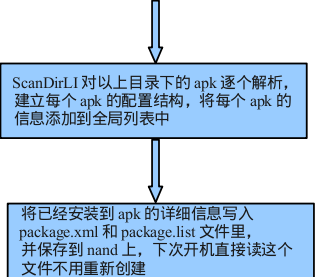 ScanDirLI 对以上目录下的 apk 逐个解析，
建立每个 apk 的配置结构，将每个 apk 的
信息添加到全局列表中
将已经安装到 apk 的详细信息写入
package.xml 和 package.list 文件里，
并保存到 nand 上，下次开机直接读这个
文件不用重新创建